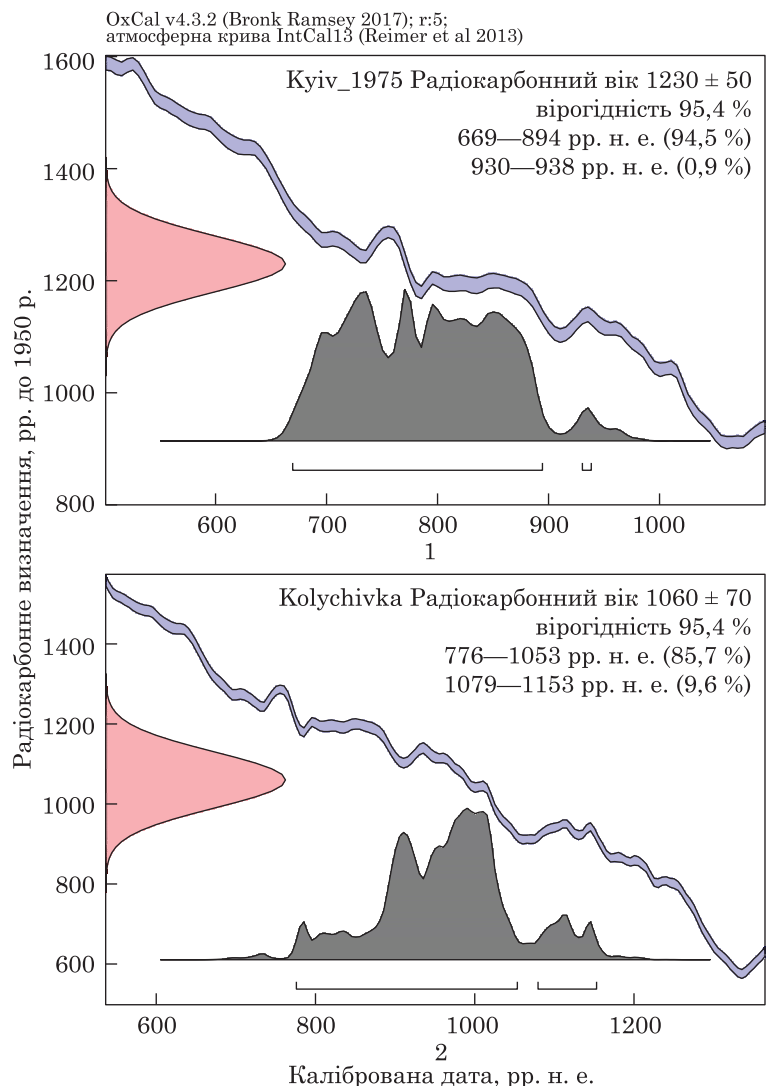 OxCal v4.3.2 (Bronk Ramsey 2017); r:5;
атмосферна крива IntCal13 (Reimer et al 2013)
Радіокарбонне визначення, рр. до 1950 р.
1600
1400
1200
1000
800
Kyiv_1975 Радіокарбонний вік 1230 ± 50
вірогідність 95,4 %
669—894 рр. н. е. (94,5 %)
930—938 рр. н. е. (0,9 %)
600 700 800 900 1000
1
1400
1200
1000
800
600
Kolychivka Радіокарбонний вік 1060 ± 70
вірогідність 95,4 %
776—1053 рр. н. е. (85,7 %)
1079—1153 рр. н. е. (9,6 %)
600 800 1000 1200
2
Калібрована дата, рр. н. е.